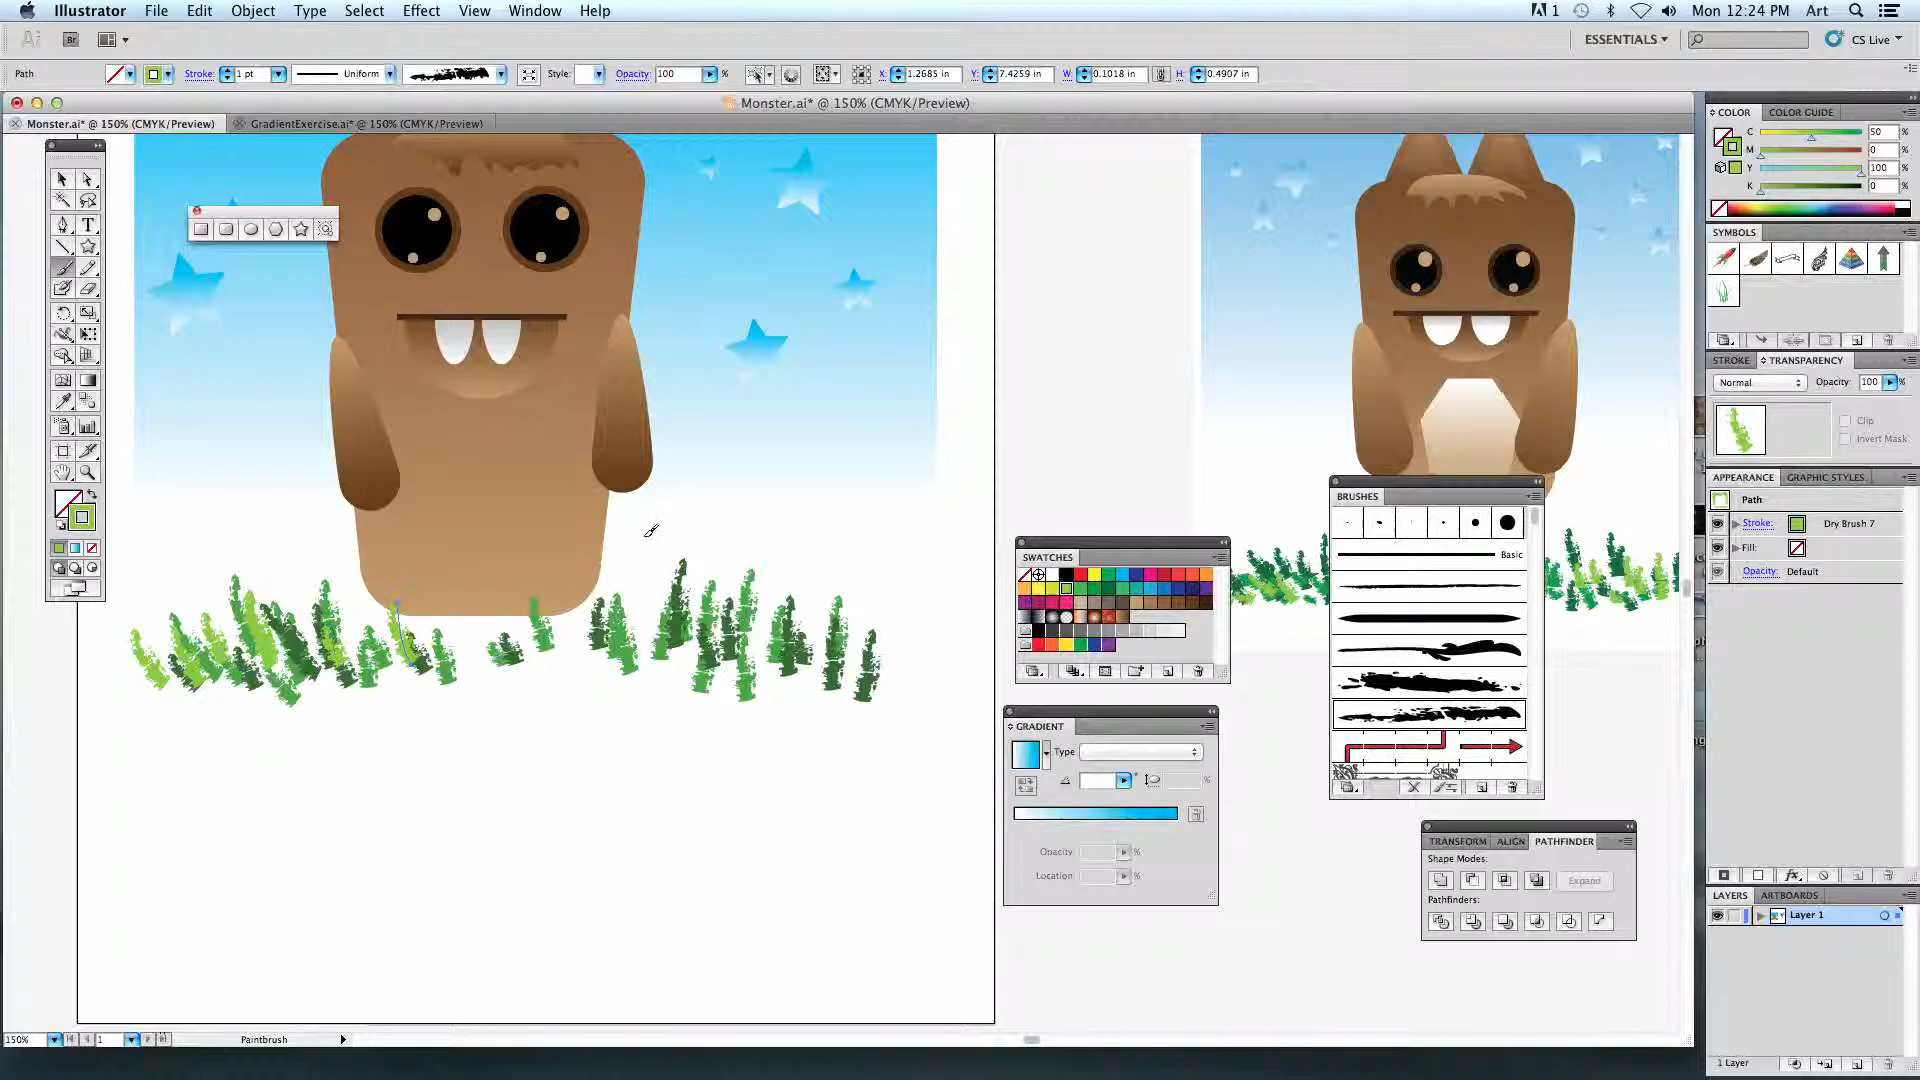 Illustrator File Edit Object Type Select Effect View Window Help
1 Mon 12:24 PM Art
Ai Br ESSENTIALS CS Live
Path Stroke: 1 pt Uniform Style: Opacity: 100 % X: 1.2685 in Y: 7.4259 in W: 0.1018 in H: 0.4907 in
Monster.ai* @ 150% (CMYK/Preview)
Monster.ai* @ 150% (CMYK/Preview) GradientExercise.ai* @ 150% (CMYK/Preview)
COLOR COLOR GUIDE
C 50 %
M 0 %
Y 100 %
K 0 %
SYMBOLS
STROKE TRANSPARENCY
Normal Opacity: 100 %
Clip
Invert Mask
APPEARANCE GRAPHIC STYLES
Path
Stroke: Dry Brush 7
Fill:
Opacity: Default
BRUSHES
Basic
SWATCHES
GRADIENT
Type
%
Opacity: %
Location: %
TRANSFORM ALIGN PATHFINDER
Shape Modes:
Expand
Pathfinders:
LAYERS ARTBOARDS
Layer 1
1 Layer
150% 1 Paintbrush